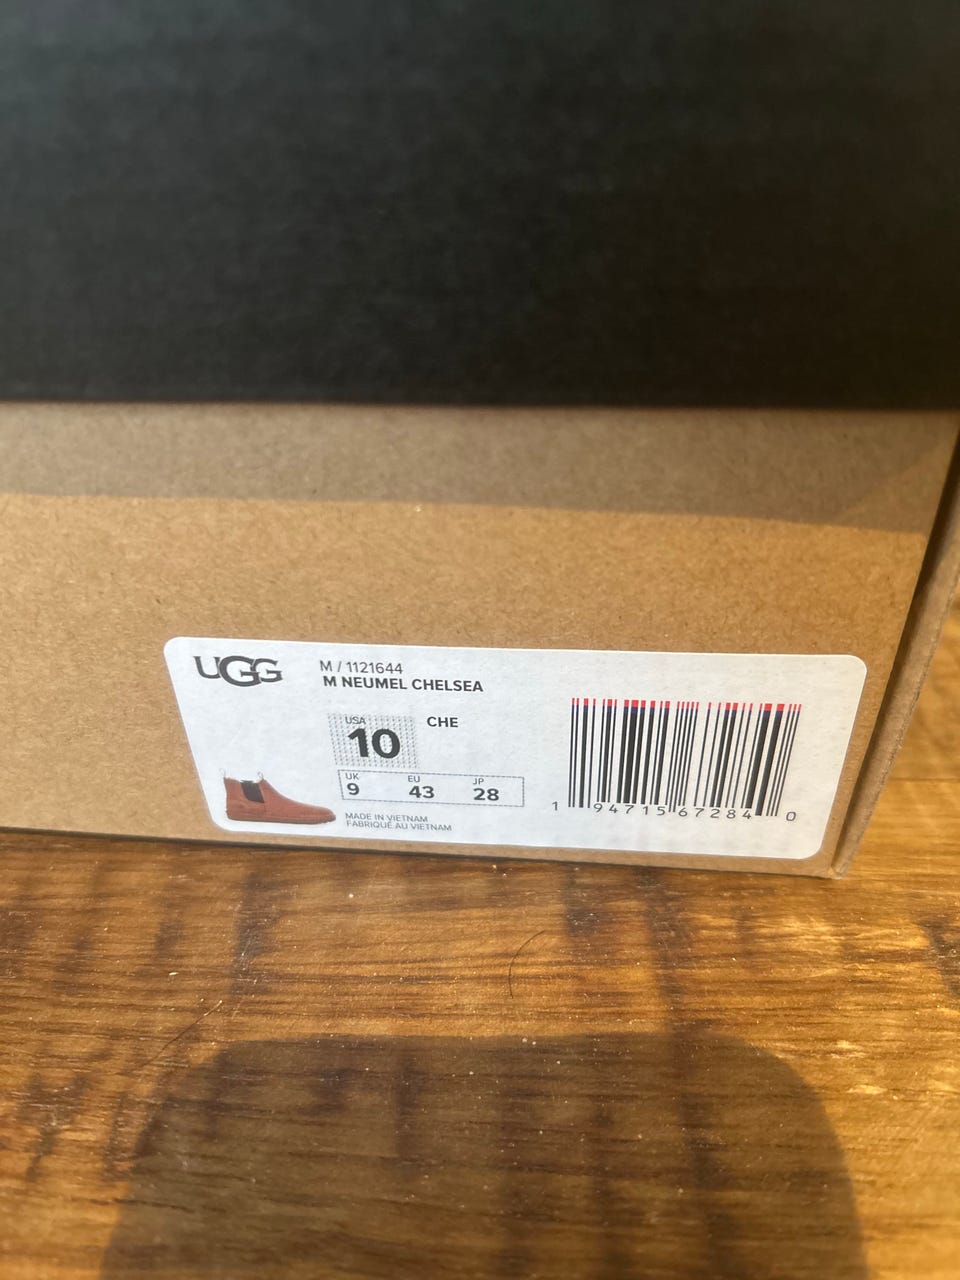 UGG
M / 1121644
M NEUMEL CHELSEA
USA
10
CHE
UK EU JP
9 43 28
MADE IN VIETNAM
FABRIQUÉ AU VIETNAM
1 94715 67284 0